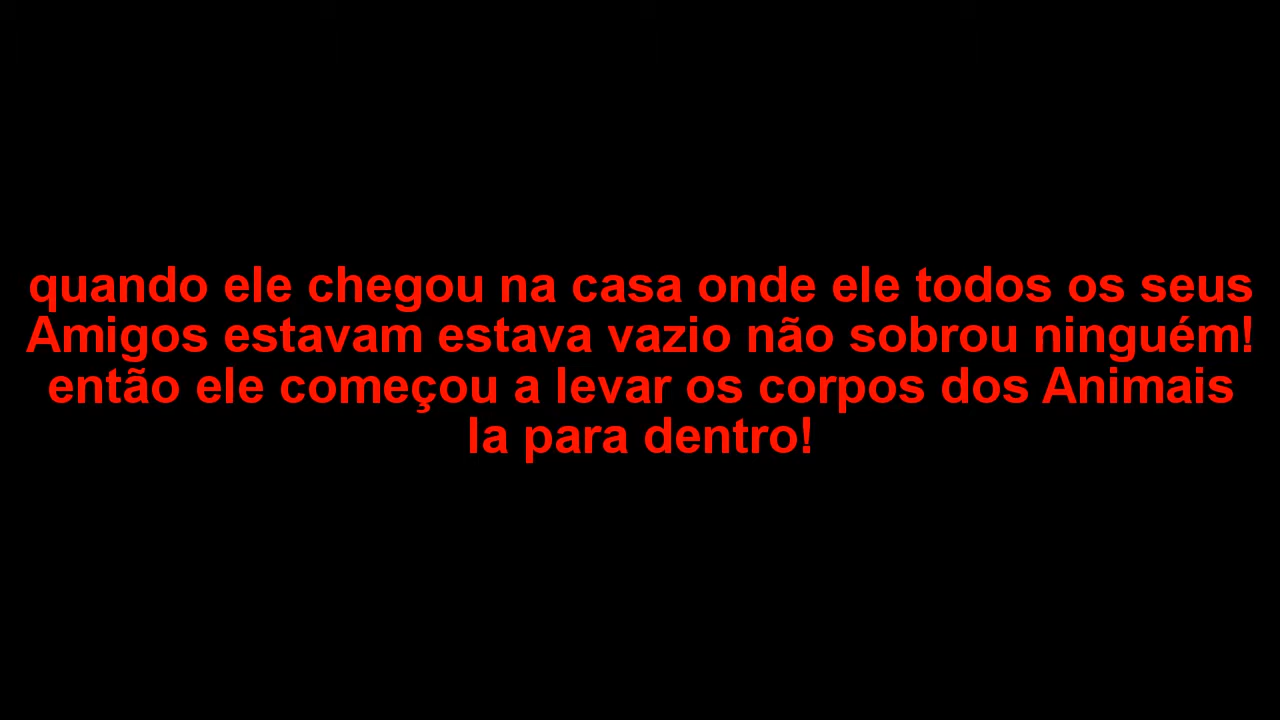 quando ele chegou na casa onde ele todos os seus
Amigos estavam estava vazio não sobrou ninguém!
então ele começou a levar os corpos dos Animais
la para dentro!